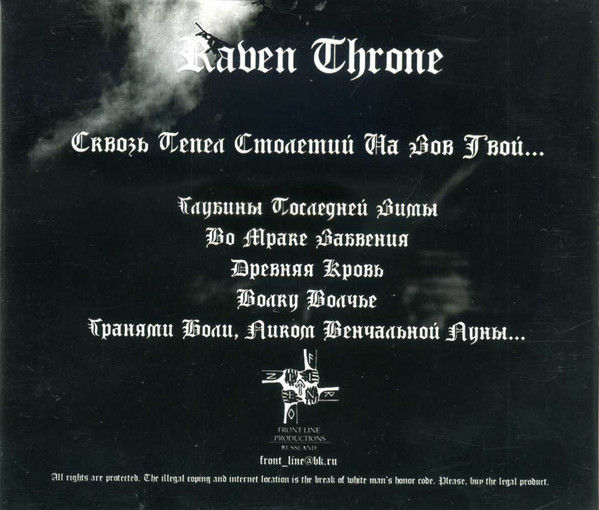 Raven Throne
Сквозь Пепел Столетий На Зов Твой...
Глубины Последней Зимы
Во Мраке Забвения
Древняя Кровь
Волку Волчье
Гранями Боли, Ликом Венчальной Луны...
FRONT LINE
PRODUCTIONS
RUSSLAND
front_line@bk.ru
All rights are protected. The illegal coping and internet location is the break of white man's honor code. Please, buy the legal product.